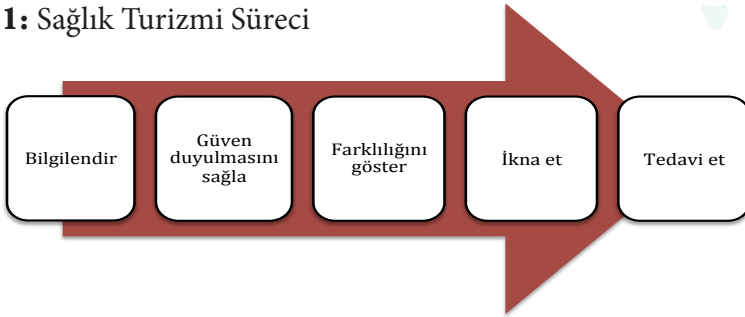 1: Sağlık Turizmi Süreci
Bilgilendir
Güven
duyulmasını
sağla
Farklılığını
göster
İkna et
Tedavi et